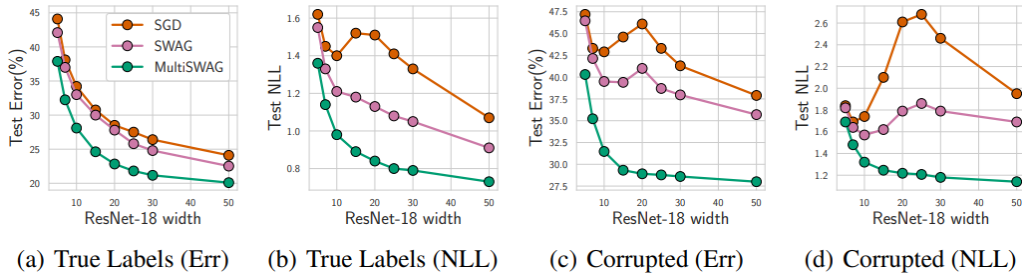 45
40
35
30
25
20
Test Error(%)
10 20 30 40 50
ResNet-18 width
SGD
SWAG
MultiSWAG
(a) True Labels (Err)
1.6
1.4
1.2
1.0
0.8
Test NLL
10 20 30 40 50
ResNet-18 width
(b) True Labels (NLL)
47.5
45.0
42.5
40.0
37.5
35.0
32.5
30.0
27.5
Test Error(%)
10 20 30 40 50
ResNet-18 width
(c) Corrupted (Err)
2.6
2.4
2.2
2.0
1.8
1.6
1.4
1.2
Test NLL
10 20 30 40 50
ResNet-18 width
(d) Corrupted (NLL)